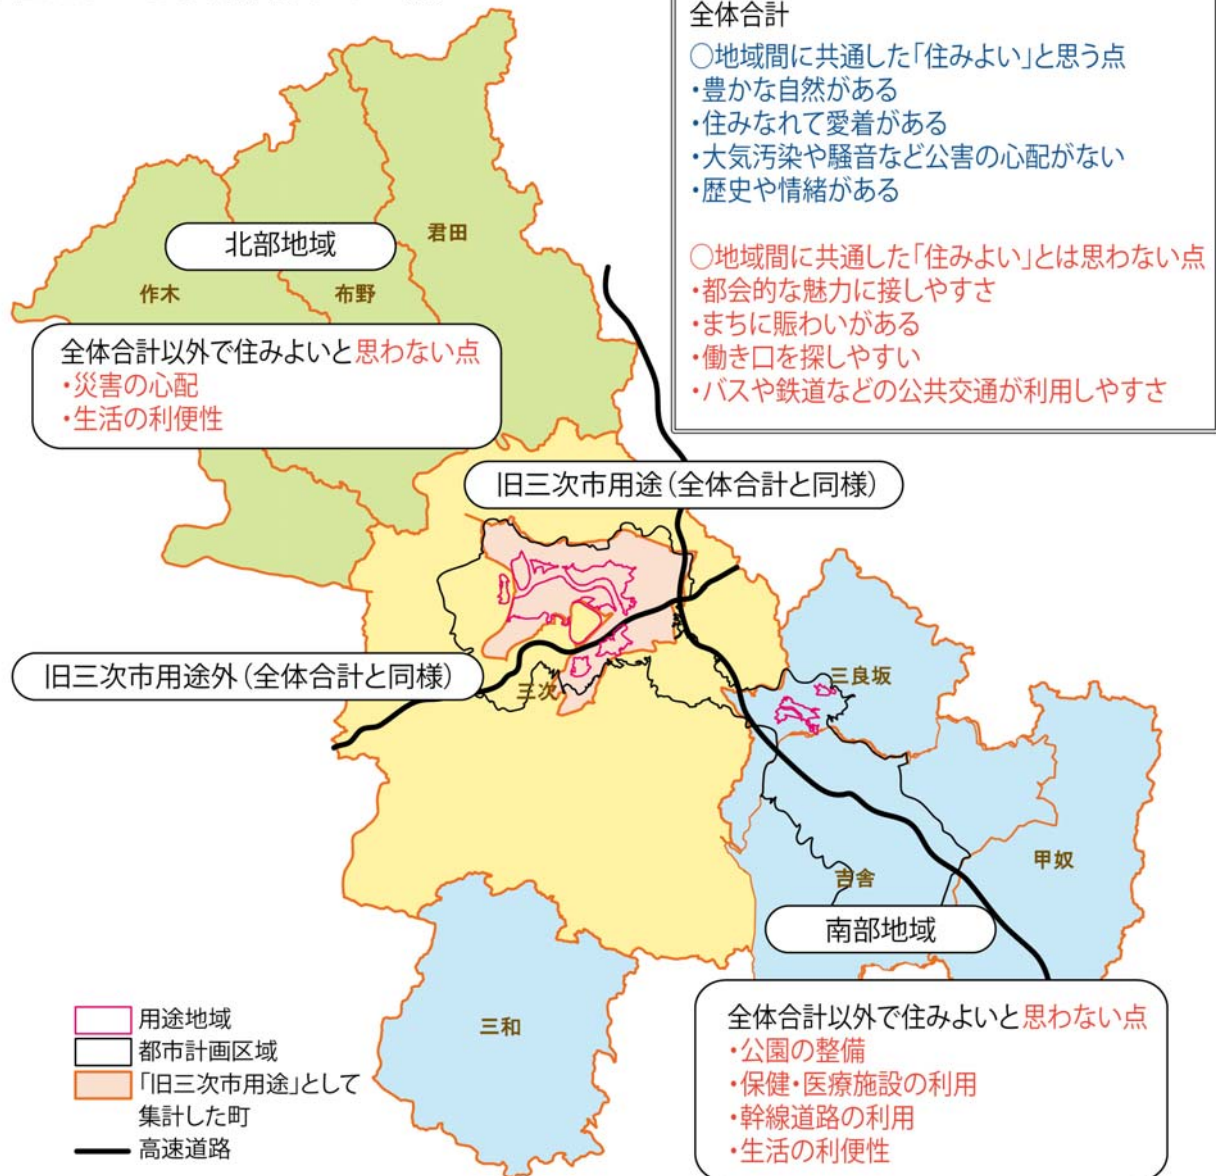 全体合計
○地域間に共通した「住みよい」と思う点
・豊かな自然がある
・住みなれて愛着がある
・大気汚染や騒音など公害の心配がない
・歴史や情緒がある
○地域間に共通した「住みよい」とは思わない点
・都会的な魅力に接しやすさ
・まちに賑わいがある
・働き口を探しやすい
・バスや鉄道などの公共交通が利用しやすさ
君田
北部地域
作木
布野
全体合計以外で住みよいと思わない点
・災害の心配
・生活の利便性
旧三次市用途（全体合計と同様）
旧三次市用途外（全体合計と同様）
三次
三良坂
甲奴
吉舎
南部地域
三和
全体合計以外で住みよいと思わない点
・公園の整備
・保健・医療施設の利用
・幹線道路の利用
・生活の利便性
用途地域
都市計画区域
「旧三次市用途」として
集計した町
高速道路